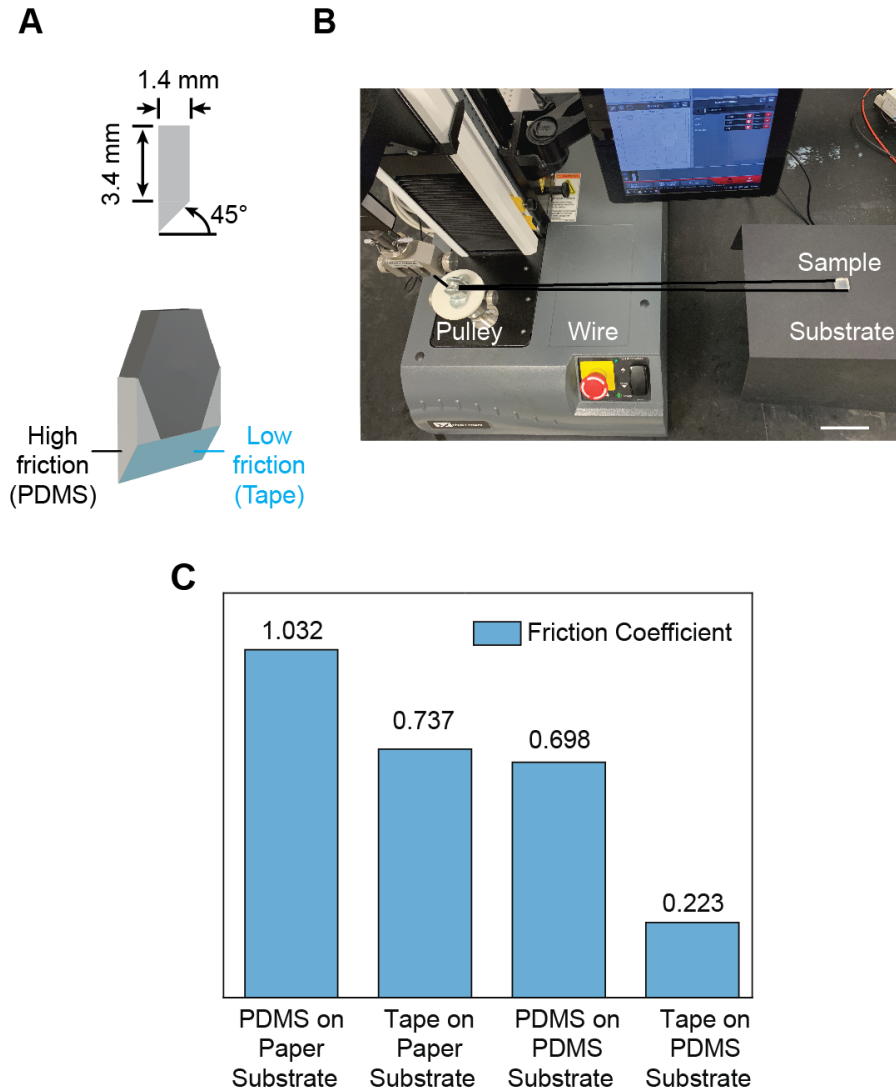 A
1.4 mm
3.4 mm
45°
High
friction
(PDMS)
Low
friction
(Tape)
B
Sample
Pulley
Wire
Substrate
C
Friction Coefficient
1.032
0.737
0.698
0.223
PDMS on
Paper
Substrate
Tape on
Paper
Substrate
PDMS on
PDMS
Substrate
Tape on
PDMS
Substrate